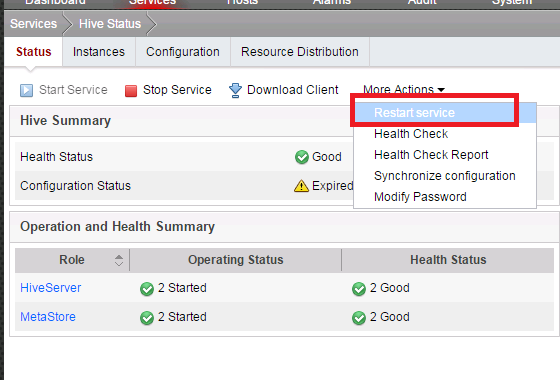 Dashboard Services Hosts Alarms Audit System
Services Hive Status
Status Instances Configuration Resource Distribution
Start Service Stop Service Download Client More Actions
Restart service
Hive Summary
Health Check
Health Status Good
Health Check Report
Synchronize configuration
Configuration Status Expired
Modify Password
Operation and Health Summary
Role Operating Status Health Status
HiveServer 2 Started 2 Good
MetaStore 2 Started 2 Good